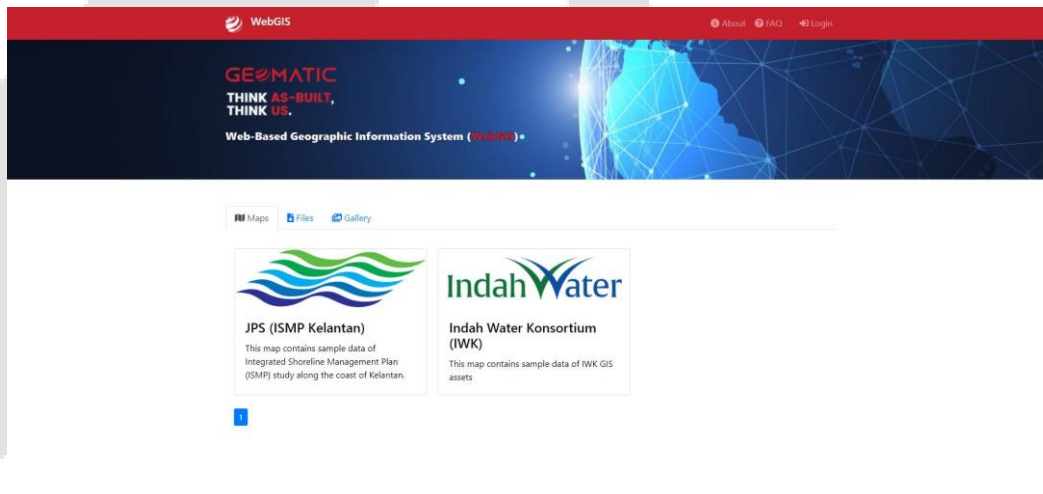 WebGIS
About FAQ Login
GEOMATIC
THINK AS-BUILT,
THINK US.
Web-Based Geographic Information System (WebGIS)
Maps Files Gallery
IndahWater
JPS (ISMP Kelantan)
This map contains sample data of
Integrated Shoreline Management Plan
(ISMP) study along the coast of Kelantan.
Indah Water Konsortium
(IWK)
This map contains sample data of IWK GIS
assets
1